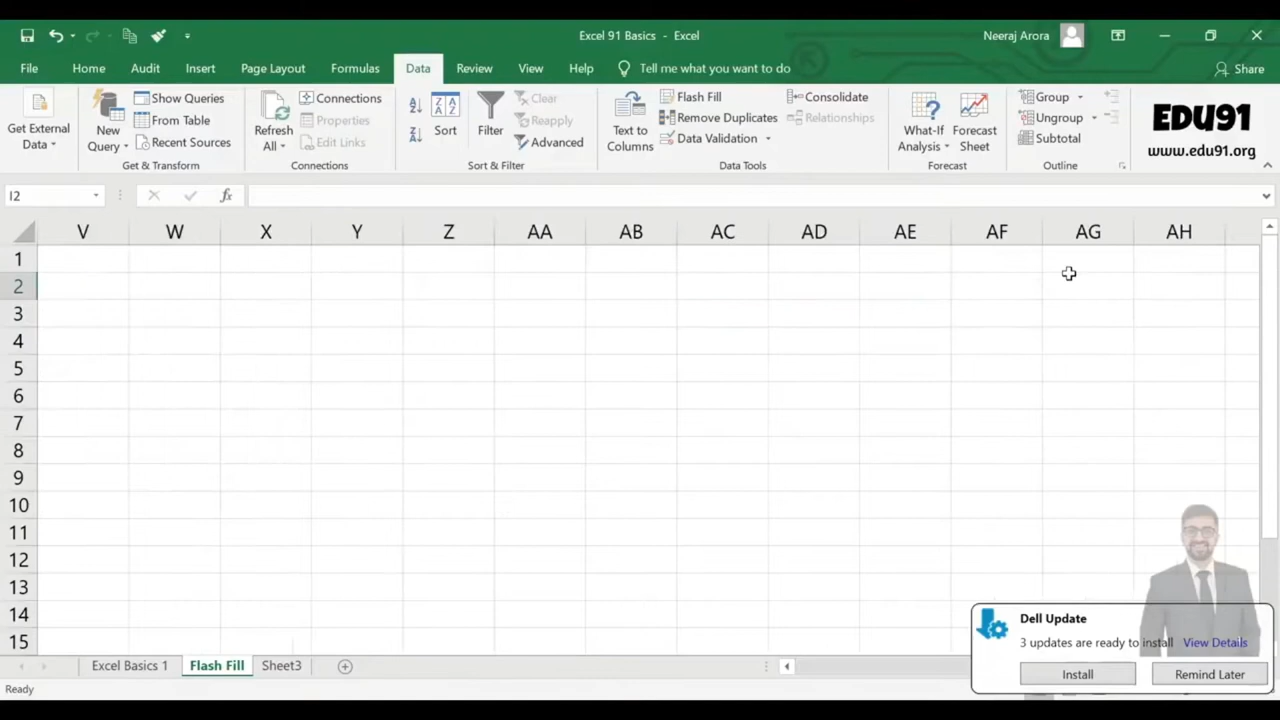 Excel 91 Basics - Excel
Neeraj Arora
File Home Audit Insert Page Layout Formulas Data Review View Help Tell me what you want to do Share
Get External Data
New Query
Show Queries
From Table
Recent Sources
Get & Transform
Refresh All
Connections
Properties
Edit Links
Connections
Sort
Filter
Clear
Reapply
Advanced
Sort & Filter
Text to Columns
Flash Fill
Remove Duplicates
Data Validation
Consolidate
Relationships
Data Tools
What-If Analysis
Forecast Sheet
Forecast
Group
Ungroup
Subtotal
Outline
EDU91
www.edu91.org
I2
fx
V W X Y Z AA AB AC AD AE AF AG AH
1
2
3
4
5
6
7
8
9
10
11
12
13
14
15
Dell Update
3 updates are ready to install View Details
Install Remind Later
Excel Basics 1 Flash Fill Sheet3
Ready